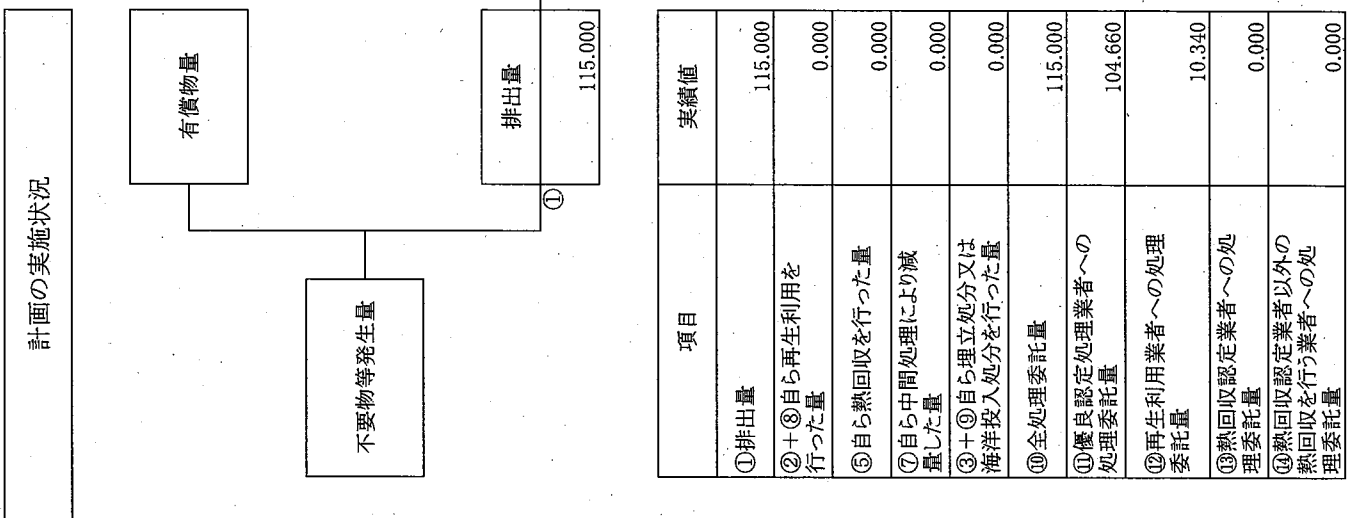 計画の実施状況
有償物量
不要物等発生量
排出量
①
115.000
項目
実績値
①排出量
115.000
②+⑧自ら再生利用を
行った量
0.000
⑤自ら熱回収を行った量
0.000
⑦自ら中間処理により減
量した量
0.000
③+⑨自ら埋立処分又は
海洋投入処分を行った量
0.000
⑩全処理委託量
115.000
⑪優良認定処理業者への
処理委託量
104.660
⑫再生利用業者への処理
委託量
10.340
⑬熱回収認定業者への処
理委託量
0.000
⑭熱回収認定業者以外の
熱回収を行う業者への処
理委託量
0.000